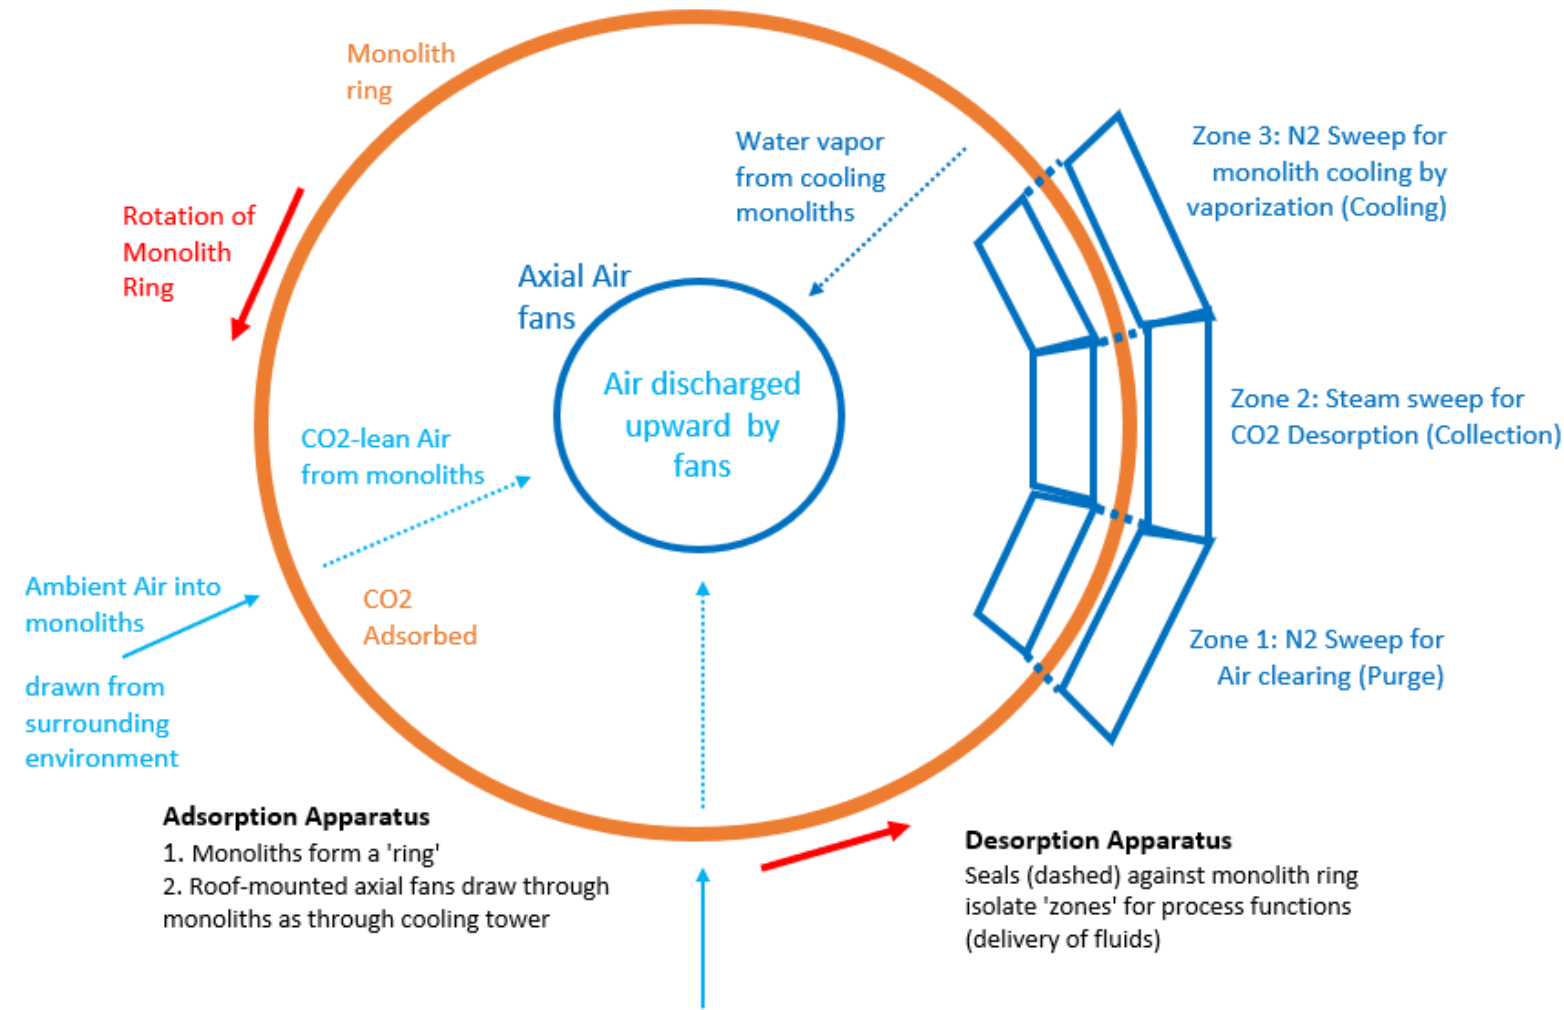 Monolith
ring
Rotation of
Monolith
Ring
Water vapor
from cooling
monoliths
Zone 3: N2 Sweep for
monolith cooling by
vaporization (Cooling)
Axial Air
fans
Air discharged
upward by
fans
Zone 2: Steam sweep for
CO2 Desorption (Collection)
CO2-lean Air
from monoliths
Ambient Air into
monoliths
drawn from
surrounding
environment
CO2
Adsorbed
Zone 1: N2 Sweep for
Air clearing (Purge)
Adsorption Apparatus
1. Monoliths form a 'ring'
2. Roof-mounted axial fans draw through
monoliths as through cooling tower
Desorption Apparatus
Seals (dashed) against monolith ring
isolate 'zones' for process functions
(delivery of fluids)